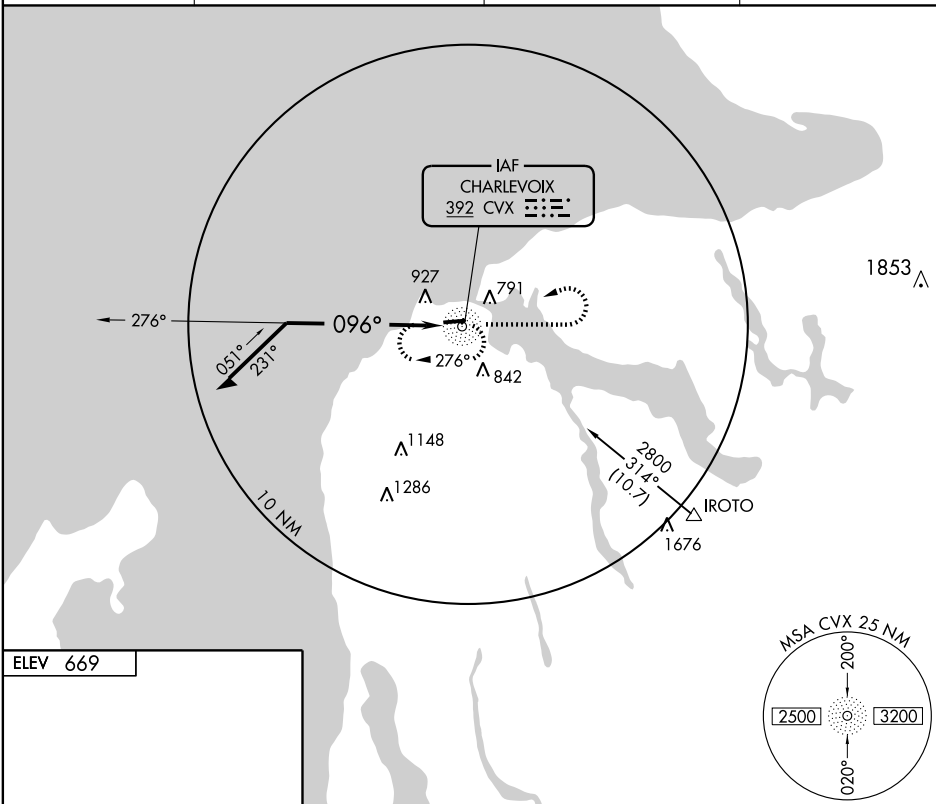 IAF
CHARLEVOIX
392 CVX
1853
927
791
276°
096°
051°
231°
276°
842
1148
2800
314°
(10.7)
1286
10 NM
IROTO
1676
ELEV 669
MSA CVX 25 NM
200°
2500
3200
020°